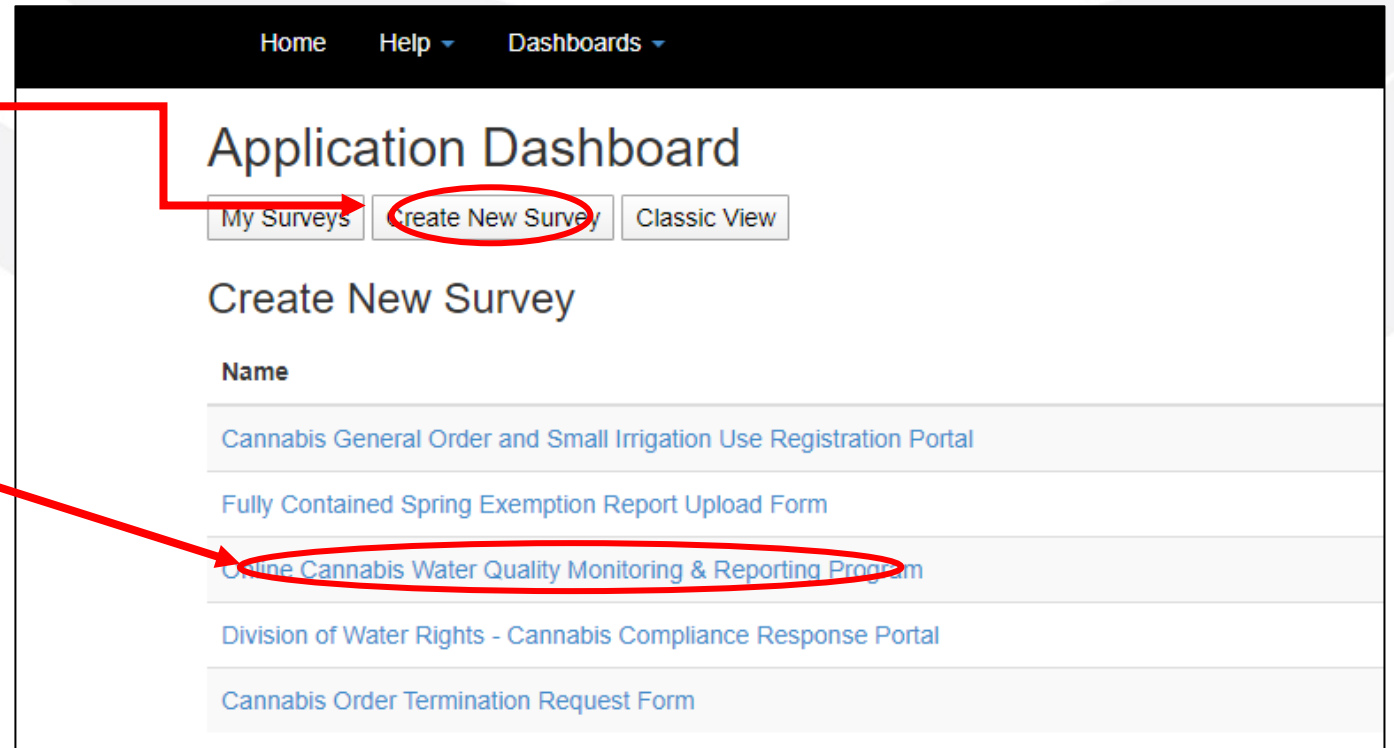 Home Help Dashboards
Application Dashboard
My Surveys Create New Survey Classic View
Create New Survey
Name
Cannabis General Order and Small Irrigation Use Registration Portal
Fully Contained Spring Exemption Report Upload Form
Online Cannabis Water Quality Monitoring & Reporting Program
Division of Water Rights - Cannabis Compliance Response Portal
Cannabis Order Termination Request Form